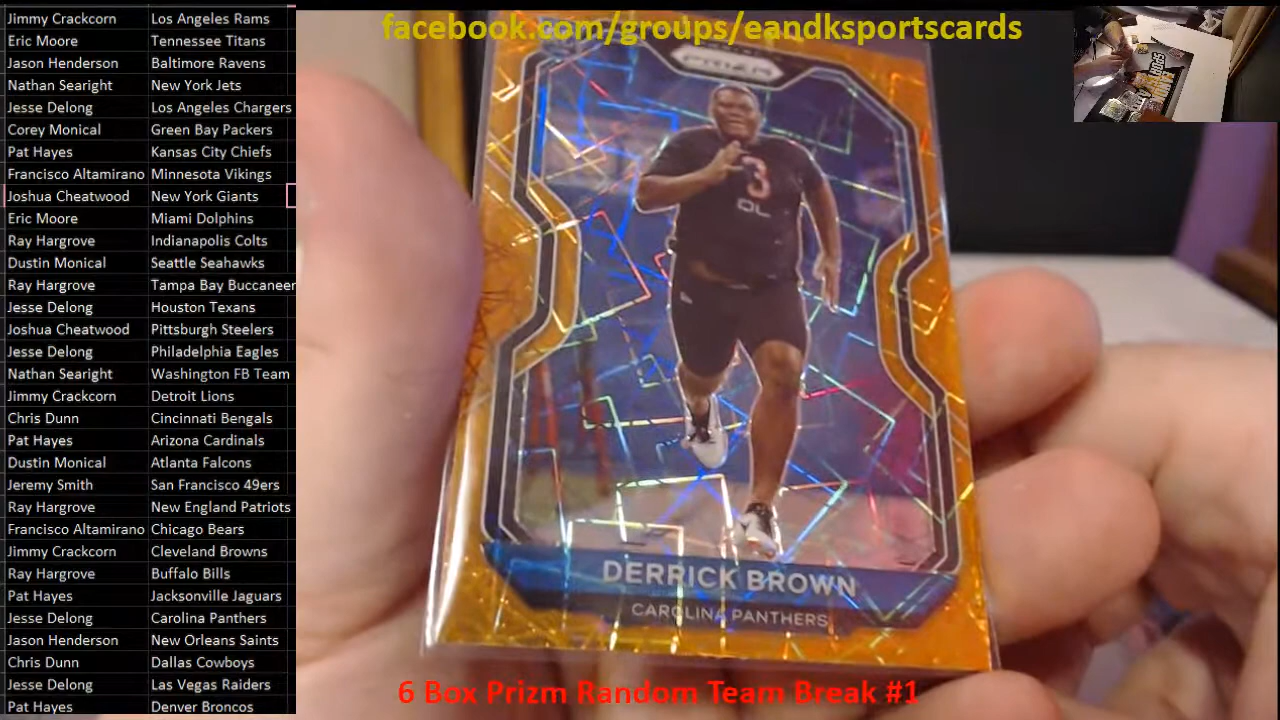 Jimmy Crackcorn Los Angeles Rams
Eric Moore Tennessee Titans
Jason Henderson Baltimore Ravens
Nathan Searight New York Jets
Jesse Delong Los Angeles Chargers
Corey Monical Green Bay Packers
Pat Hayes Kansas City Chiefs
Francisco Altamirano Minnesota Vikings
Joshua Cheatwood New York Giants
Eric Moore Miami Dolphins
Ray Hargrove Indianapolis Colts
Dustin Monical Seattle Seahawks
Ray Hargrove Tampa Bay Buccaneer
Jesse Delong Houston Texans
Joshua Cheatwood Pittsburgh Steelers
Jesse Delong Philadelphia Eagles
Nathan Searight Washington FB Team
Jimmy Crackcorn Detroit Lions
Chris Dunn Cincinnati Bengals
Pat Hayes Arizona Cardinals
Dustin Monical Atlanta Falcons
Jeremy Smith San Francisco 49ers
Ray Hargrove New England Patriots
Francisco Altamirano Chicago Bears
Jimmy Crackcorn Cleveland Browns
Ray Hargrove Buffalo Bills
Pat Hayes Jacksonville Jaguars
Jesse Delong Carolina Panthers
Jason Henderson New Orleans Saints
Chris Dunn Dallas Cowboys
Jesse Delong Las Vegas Raiders
Pat Hayes Denver Broncos
facebook.com/groups/eandksportscards
PRIZM
3
DL
DERRICK BROWN
CAROLINA PANTHERS
6 Box Prizm Random Team Break #1